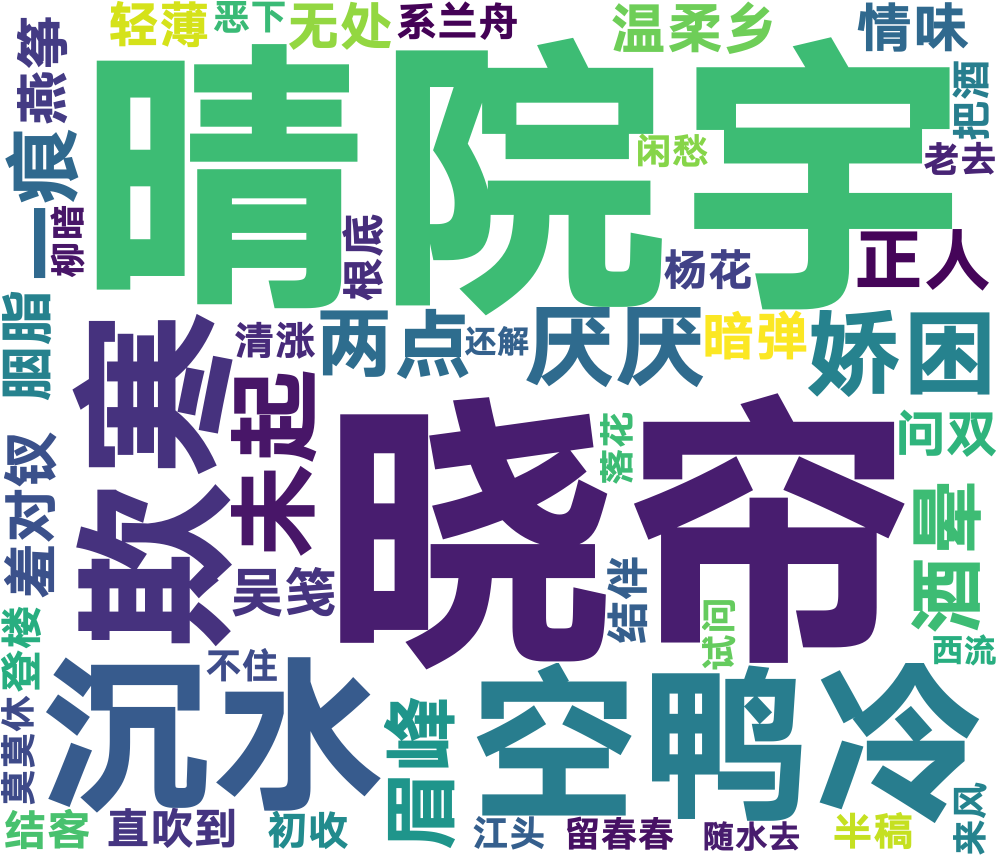 轻薄
恶下
无处
系兰舟
温柔乡
情味
燕筝
晴院宇
把酒
闲愁
老去
一痕
柳暗
根底
杨花
正人
胭脂
寒欺
清涨
两点
还解
厌厌
暗弹
娇困
未起
晓帘
落花
问双
羞对钗
吴笺
结伴
试问
酒晕
登楼
不住
西流
沉水
眉峰
空鸭冷
莫莫休
结客
直吹到
初收
江头
留春春
随水去
半稿
来风